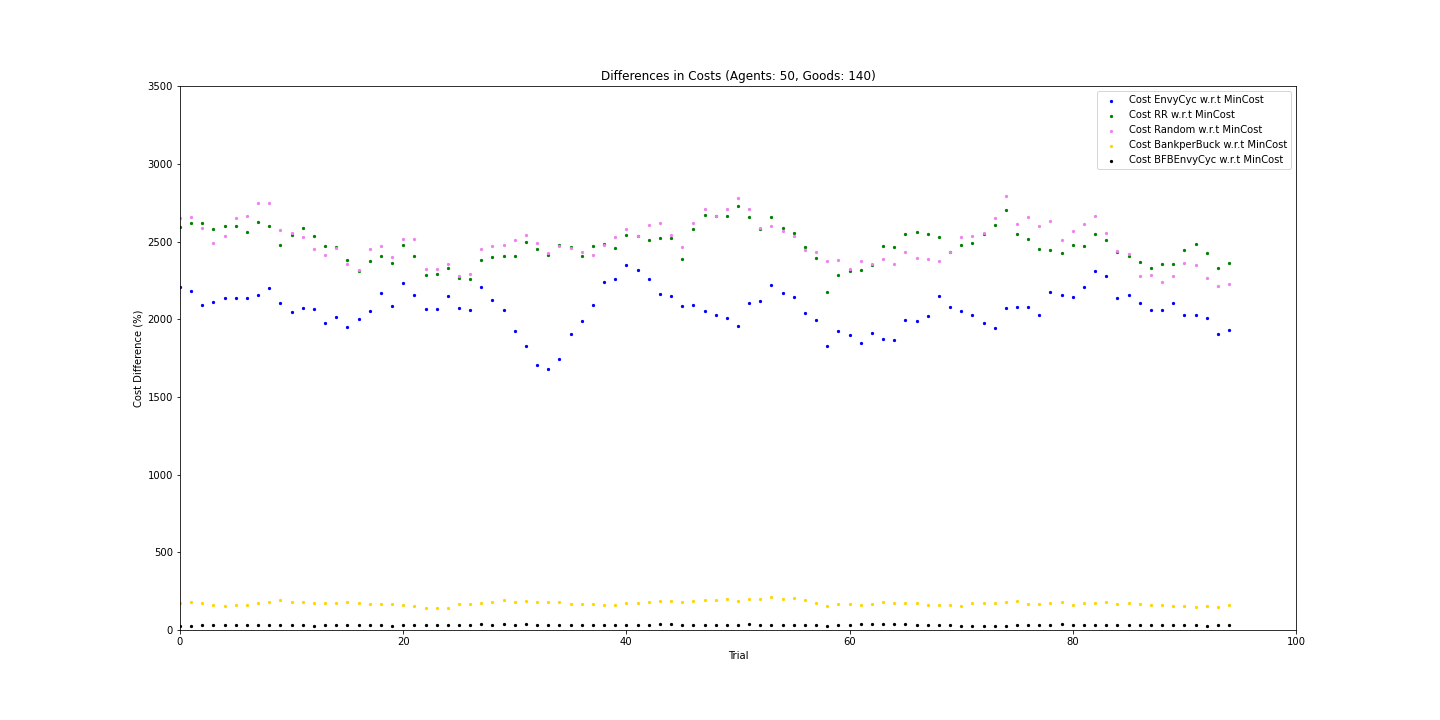 Differences in Costs (Agents: 50, Goods: 140)
3500
3000
2500
2000
1500
1000
500
0
Cost Difference (%)
Cost EnvyCyc w.r.t MinCost
Cost RR w.r.t MinCost
Cost Random w.r.t MinCost
Cost BankperBuck w.r.t MinCost
Cost BFBEnvyCyc w.r.t MinCost
0 20 40 60 80 100
Trial